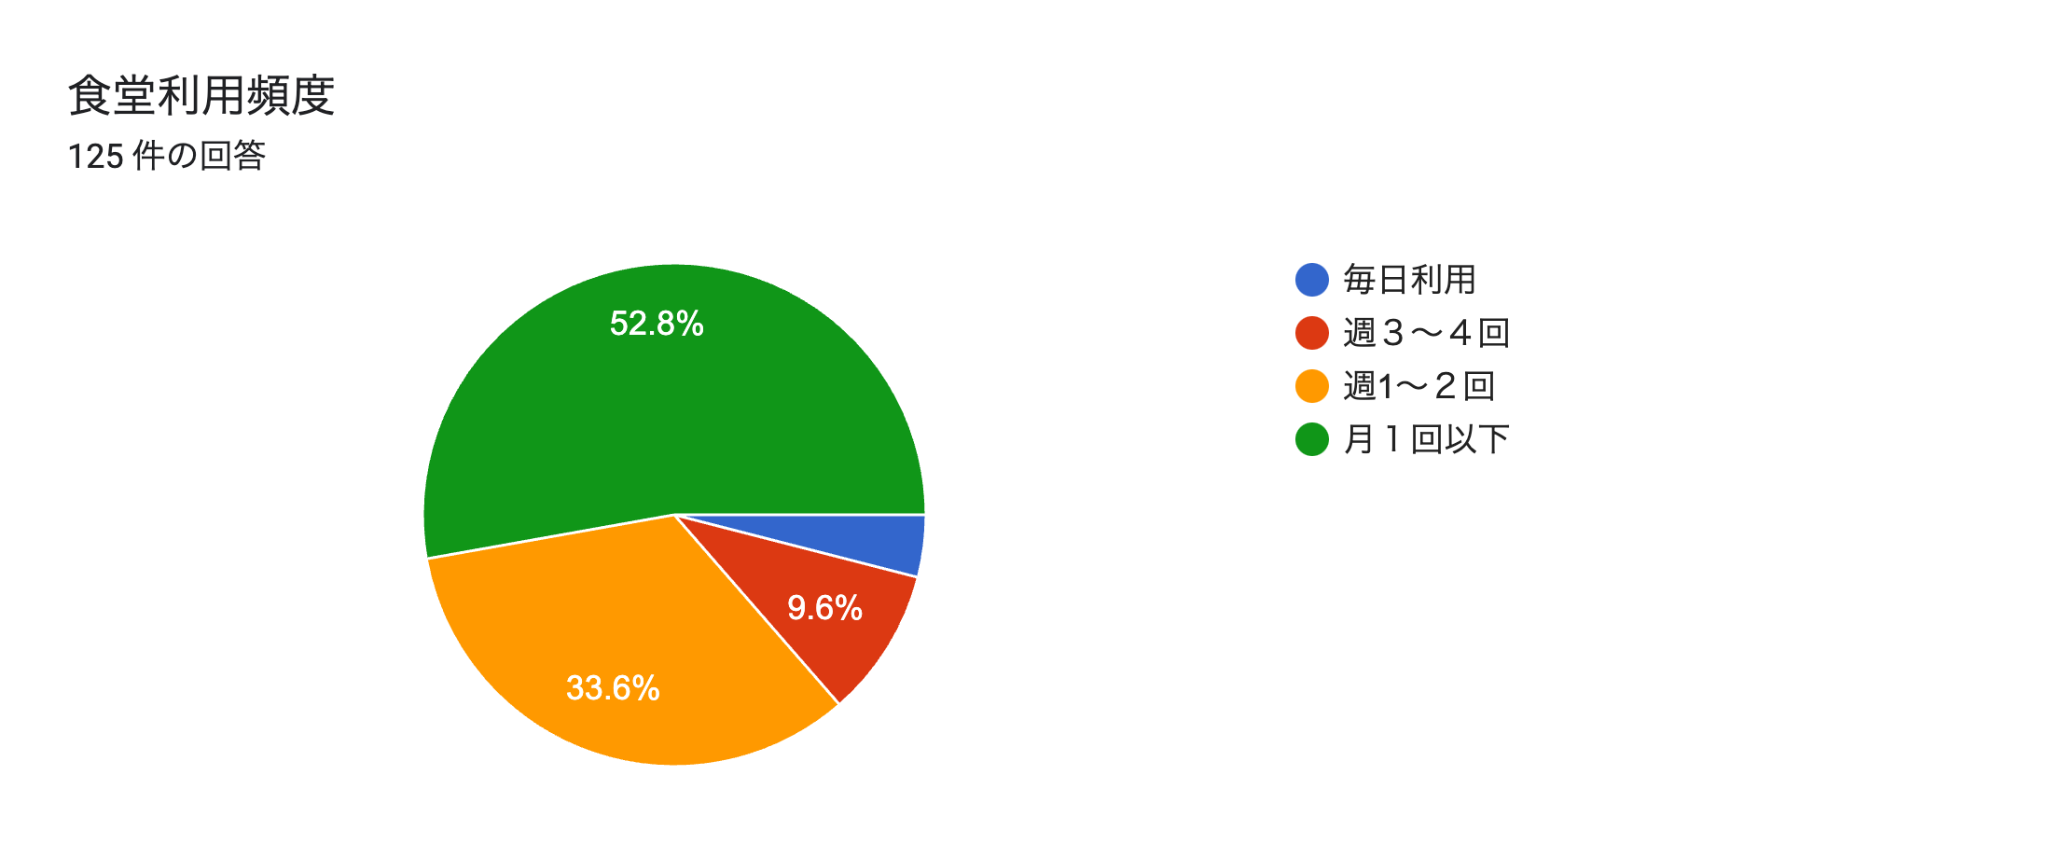 食堂利用頻度
125 件の回答
52.8%
9.6%
33.6%
毎日利用
週３〜４回
週1〜２回
月１回以下